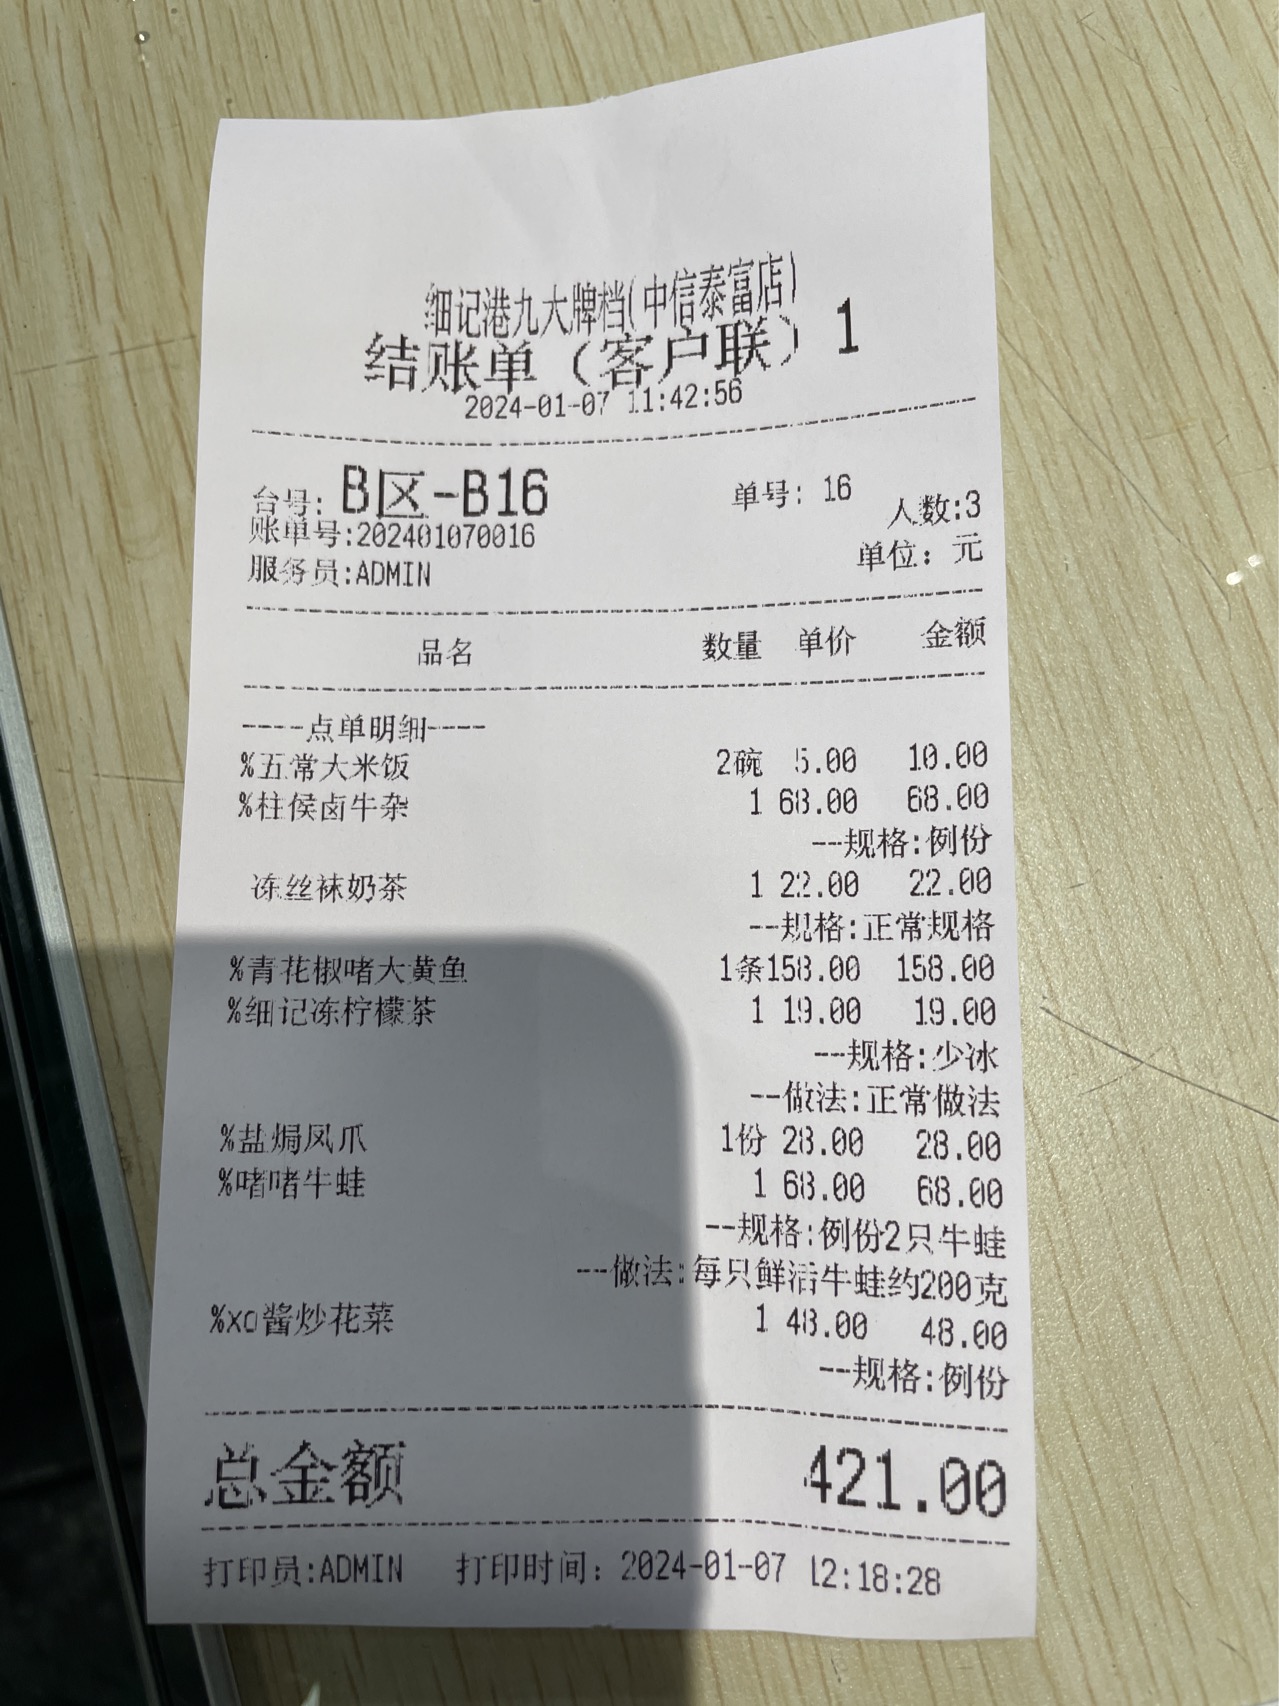 细记港九大牌档(中信泰富店)
结账单（客户联）1
2024-01-07 11:42:56
台号: B区-B16 单号: 16
人数:3
账单号:202401070016
服务员:ADMIN 单位: 元
品名 数量 单价 金额
----点单明细----
%五常大米饭 2碗 5.00 10.00
%柱侯卤牛杂 1 68.00 68.00
--规格:例份
冻丝袜奶茶 1 22.00 22.00
--规格:正常规格
%青花椒啫大黄鱼 1条158.00 158.00
%细记冻柠檬茶 1 19.00 19.00
--规格:少冰
--做法:正常做法
%盐焗凤爪 1份 28.00 28.00
%啫啫牛蛙 1 68.00 68.00
--规格:例份2只牛蛙
--做法:每只鲜活牛蛙约200克
%xo酱炒花菜 1 48.00 48.00
--规格:例份
总金额 421.00
打印员:ADMIN 打印时间: 2024-01-07 12:18:28